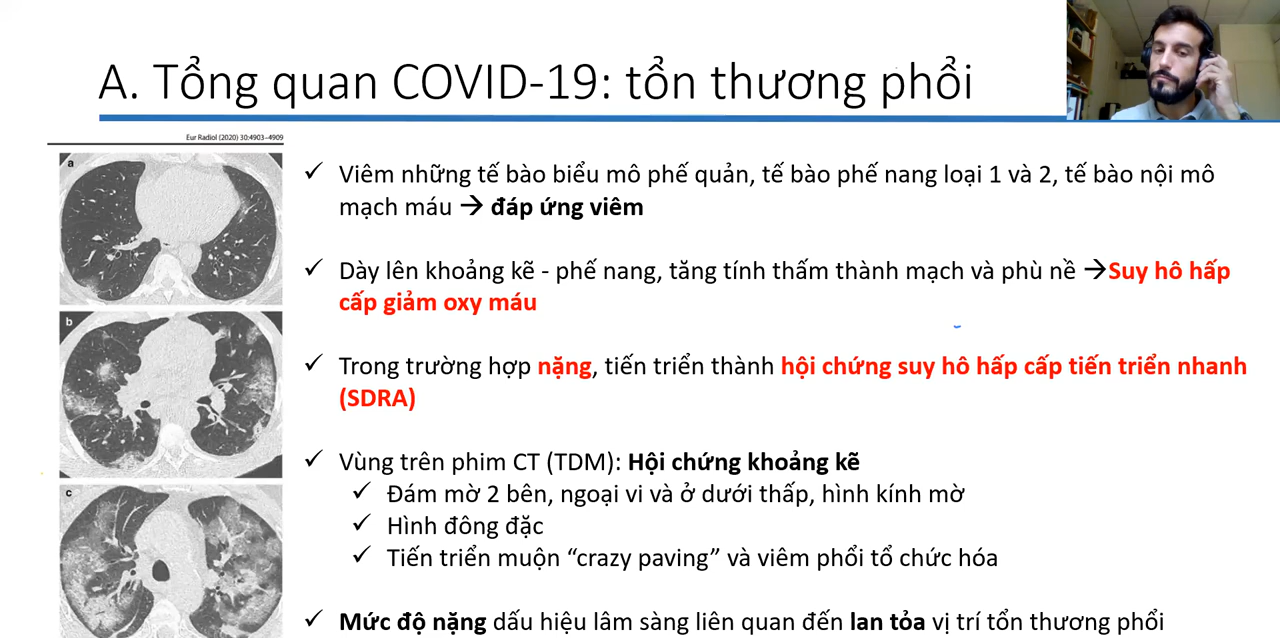 A. Tổng quan COVID-19: tổn thương phổi
Eur Radiol (2020) 30:4903–4909
a
b
c
✓ Viêm những tế bào biểu mô phế quản, tế bào phế nang loại 1 và 2, tế bào nội mô
mạch máu → đáp ứng viêm
✓ Dày lên khoảng kẽ - phế nang, tăng tính thấm thành mạch và phù nề →Suy hô hấp
cấp giảm oxy máu
✓ Trong trường hợp nặng, tiến triển thành hội chứng suy hô hấp cấp tiến triển nhanh
(SDRA)
✓ Vùng trên phim CT (TDM): Hội chứng khoảng kẽ
✓ Đám mờ 2 bên, ngoại vi và ở dưới thấp, hình kính mờ
✓ Hình đông đặc
✓ Tiến triển muộn “crazy paving” và viêm phổi tổ chức hóa
✓ Mức độ nặng dấu hiệu lâm sàng liên quan đến lan tỏa vị trí tổn thương phổi